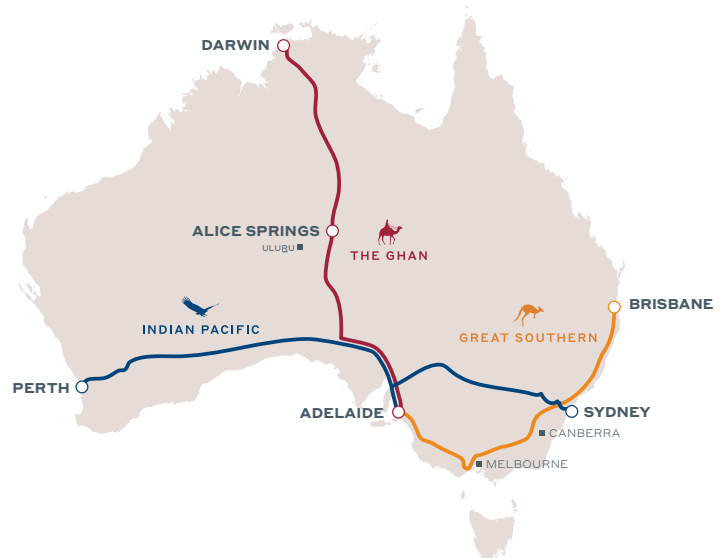 DARWIN
ALICE SPRINGS
ULURU
THE GHAN
BRISBANE
INDIAN PACIFIC
GREAT SOUTHERN
PERTH
ADELAIDE
SYDNEY
CANBERRA
MELBOURNE